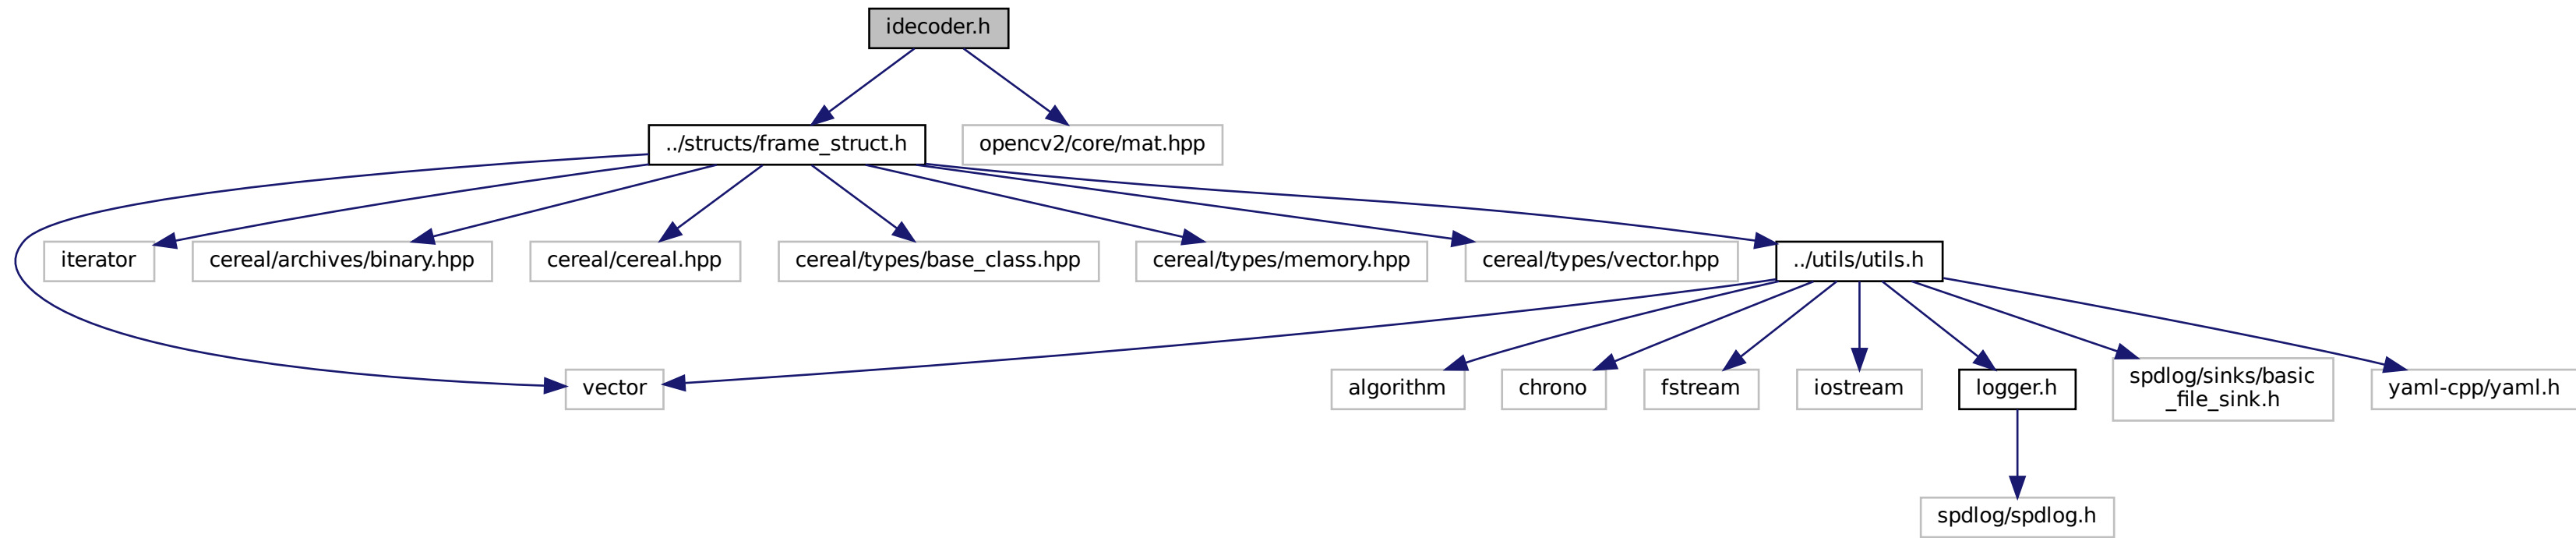 idecoder.h
../structs/frame_struct.h
opencv2/core/mat.hpp
iterator
cereal/archives/binary.hpp
cereal/cereal.hpp
cereal/types/base_class.hpp
cereal/types/memory.hpp
cereal/types/vector.hpp
../utils/utils.h
vector
algorithm
chrono
fstream
iostream
logger.h
spdlog/sinks/basic
_file_sink.h
yaml-cpp/yaml.h
spdlog/spdlog.h